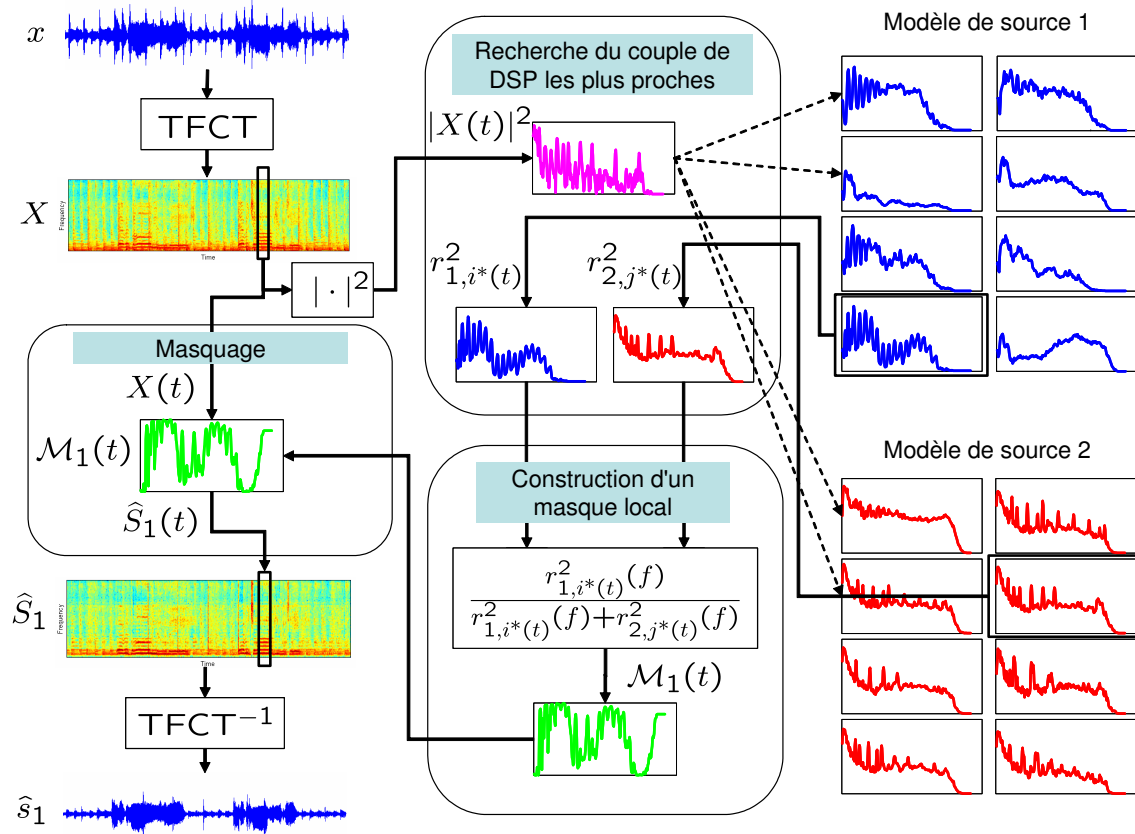 x
TFCT
X
Frequency
Time
| · |²
Masquage
X(t)
M₁(t)
Ŝ₁(t)
Ŝ₁
Frequency
Time
TFCT⁻¹
ŝ₁
Recherche du couple de
DSP les plus proches
|X(t)|²
r²₁,ᵢ*₍ₜ₎
r²₂,ⱼ*₍ₜ₎
Construction d'un
masque local
r²₁,ᵢ*₍ₜ₎(f)
r²₁,ᵢ*₍ₜ₎(f)+r²₂,ⱼ*₍ₜ₎(f)
M₁(t)
Modèle de source 1
Modèle de source 2